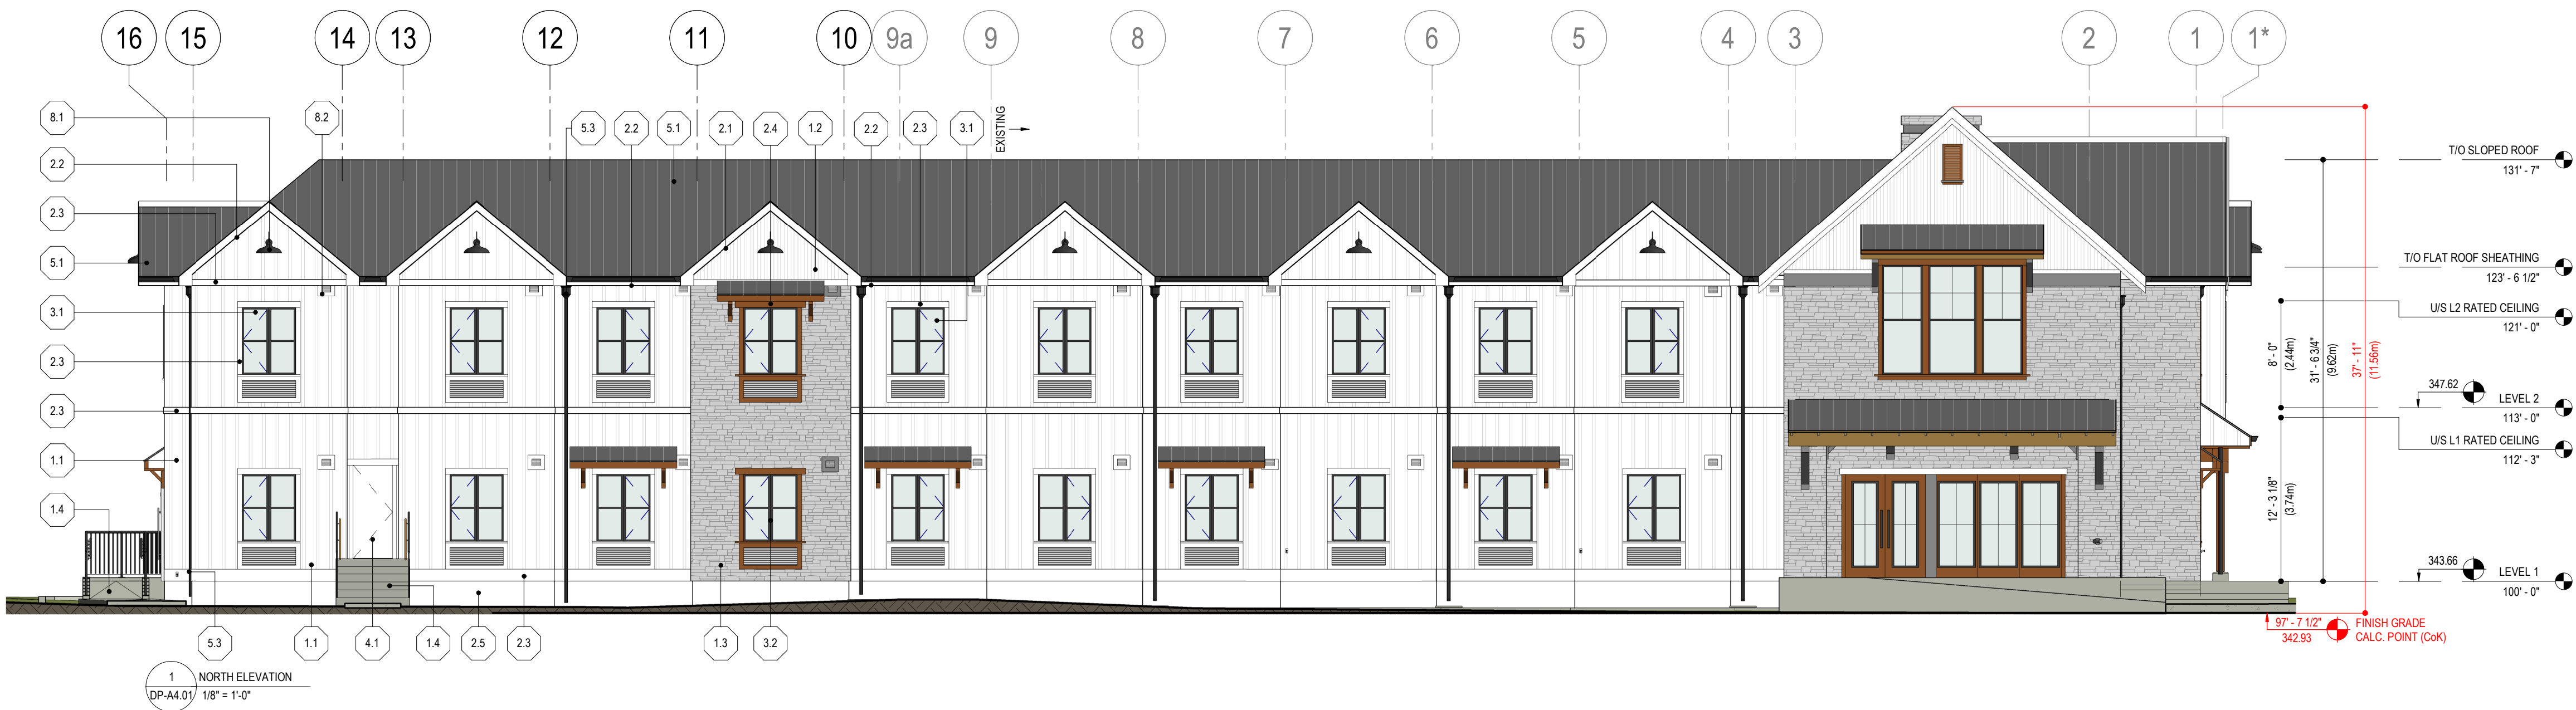 16 15 14 13 12 11 10 9a 9 8 7 6 5 4 3 2 1 1*
8.1
8.2
5.3
2.2
5.1
2.1
2.4
1.2
2.2
2.3
3.1
EXISTING
2.2
2.3
5.1
3.1
2.3
2.3
1.1
1.4
5.3
1.1
4.1
1.4
2.5
2.3
1.3
3.2
T/O SLOPED ROOF
131' - 7"
T/O FLAT ROOF SHEATHING
123' - 6 1/2"
U/S L2 RATED CEILING
121' - 0"
8' - 0"
(2.44m)
31' - 6 3/4"
(9.62m)
37' - 11"
(11.56m)
347.62
LEVEL 2
113' - 0"
U/S L1 RATED CEILING
112' - 3"
12' - 3 1/8"
(3.74m)
343.66
LEVEL 1
100' - 0"
97' - 7 1/2"
342.93
FINISH GRADE
CALC. POINT (CoK)
1
DP-A4.01
NORTH ELEVATION
1/8" = 1'-0"